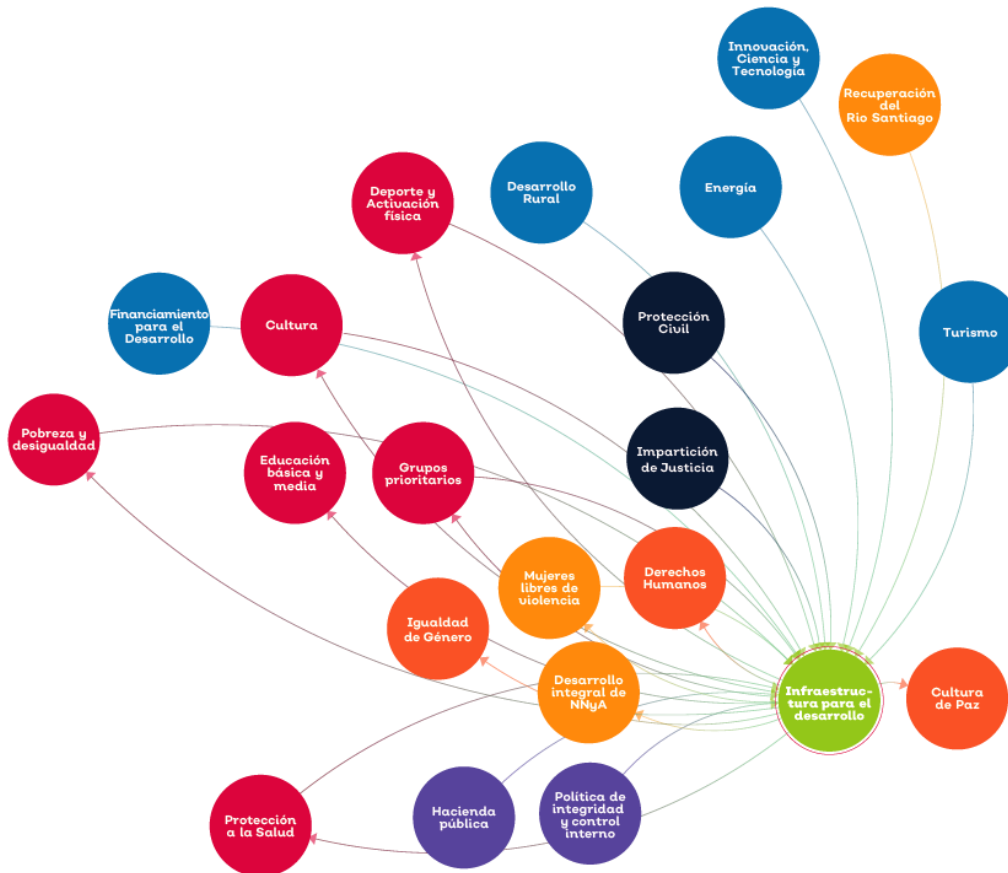 Innovación,
Ciencia y
Tecnología
Recuperación
del
Rio Santiago
Deporte y
Activación
física
Desarrollo
Rural
Energía
Financiamiento
para el
Desarrollo
Cultura
Protección
Civil
Turismo
Pobreza y
desigualdad
Educación
básica y
media
Grupos
prioritarios
Impartición
de Justicia
Mujeres
libres de
violencia
Derechos
Humanos
Igualdad
de Género
Desarrollo
integral de
NNyA
Infraestruc-
tura para el
desarrollo
Cultura
de Paz
Protección
a la Salud
Hacienda
pública
Política de
integridad
y control
interno